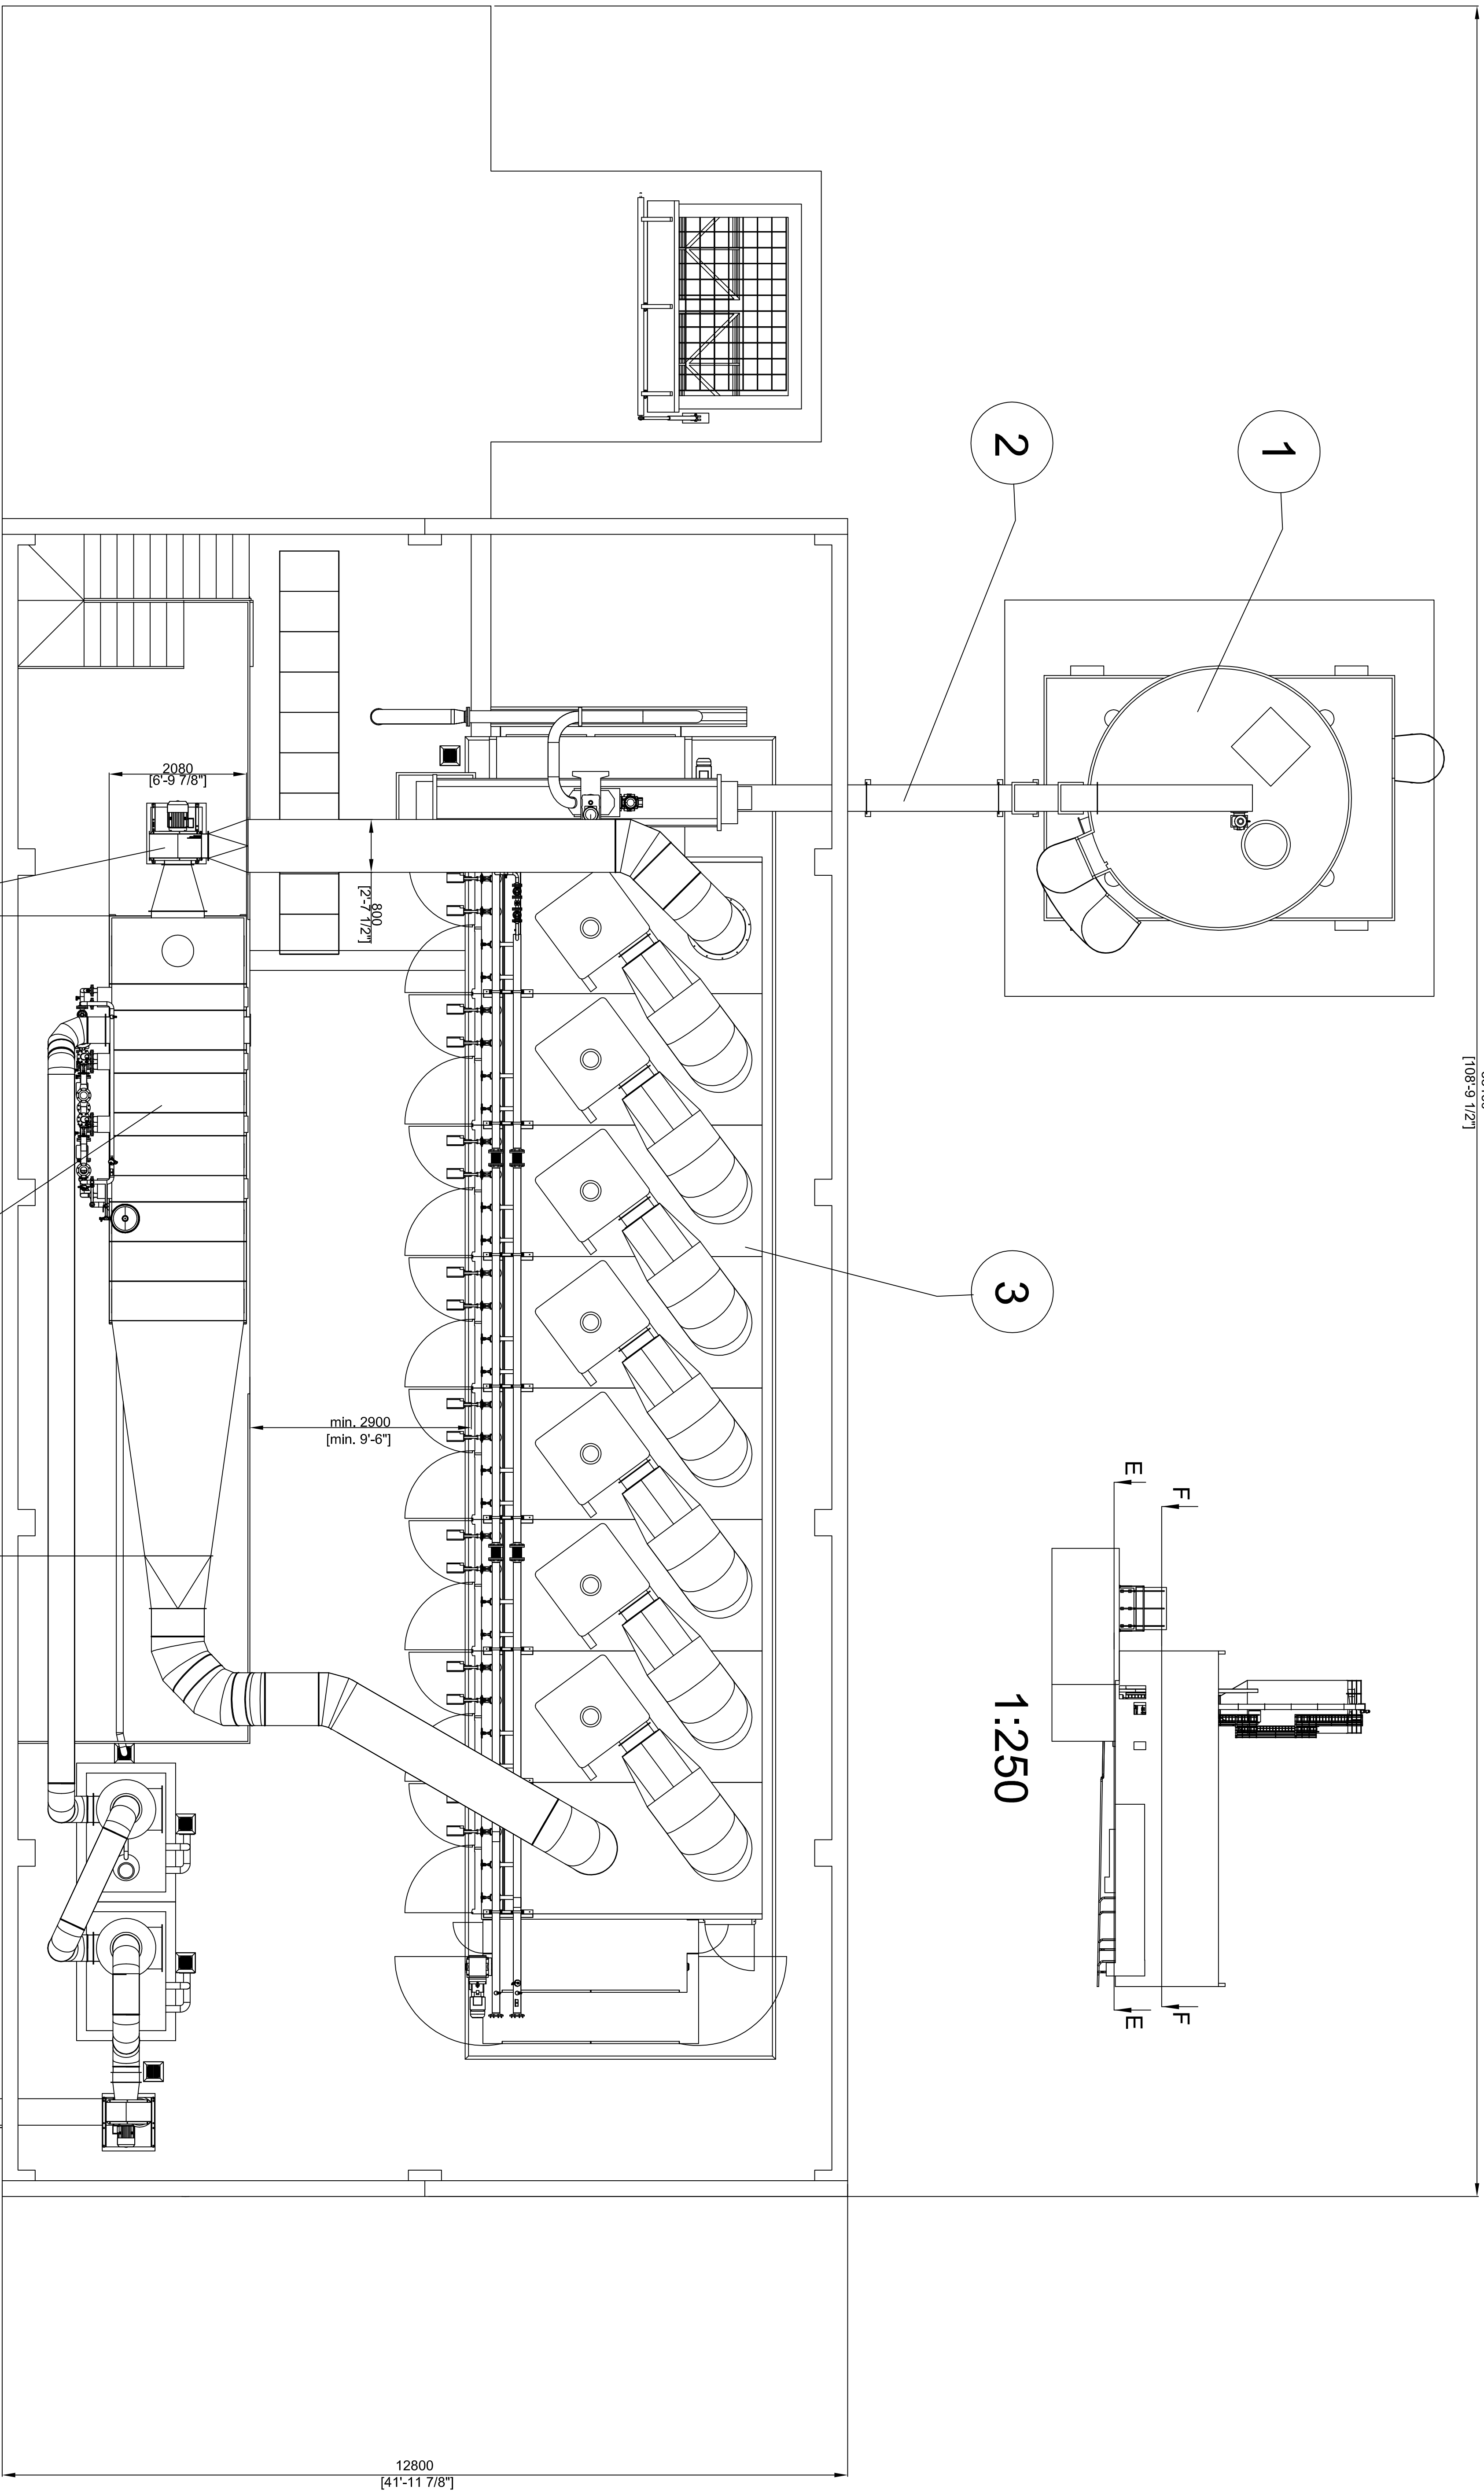 1
2
[108'-9 1/2"]
2080
[6'-9 7/8"]
800
[2'-7 1/2"]
3
min. 2900
[min. 9'-6"]
E
F
1:250
F
E
12800
[41'-11 7/8"]